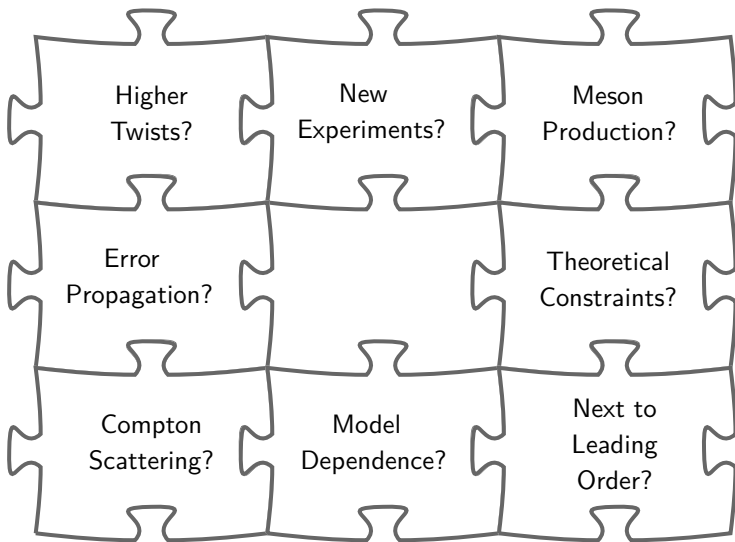 Higher
Twists?
New
Experiments?
Meson
Production?
Error
Propagation?
Theoretical
Constraints?
Compton
Scattering?
Model
Dependence?
Next to
Leading
Order?